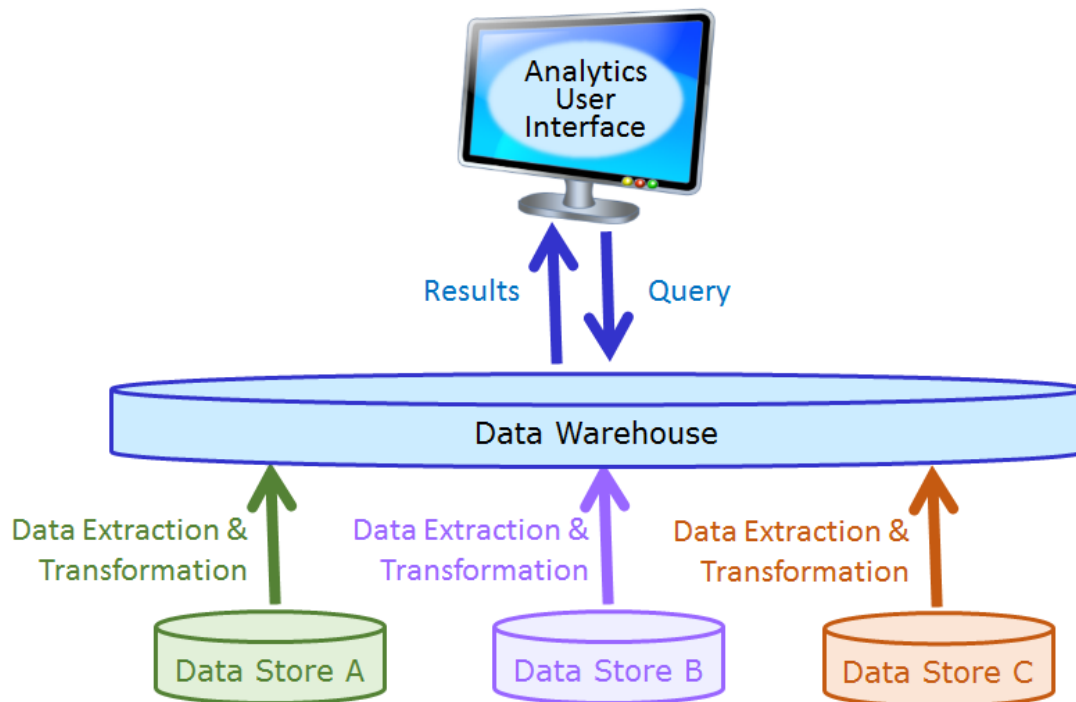 Analytics
User
Interface
Results
Query
Data Warehouse
Data Extraction &
Transformation
Data Extraction &
Transformation
Data Extraction &
Transformation
Data Store A
Data Store B
Data Store C